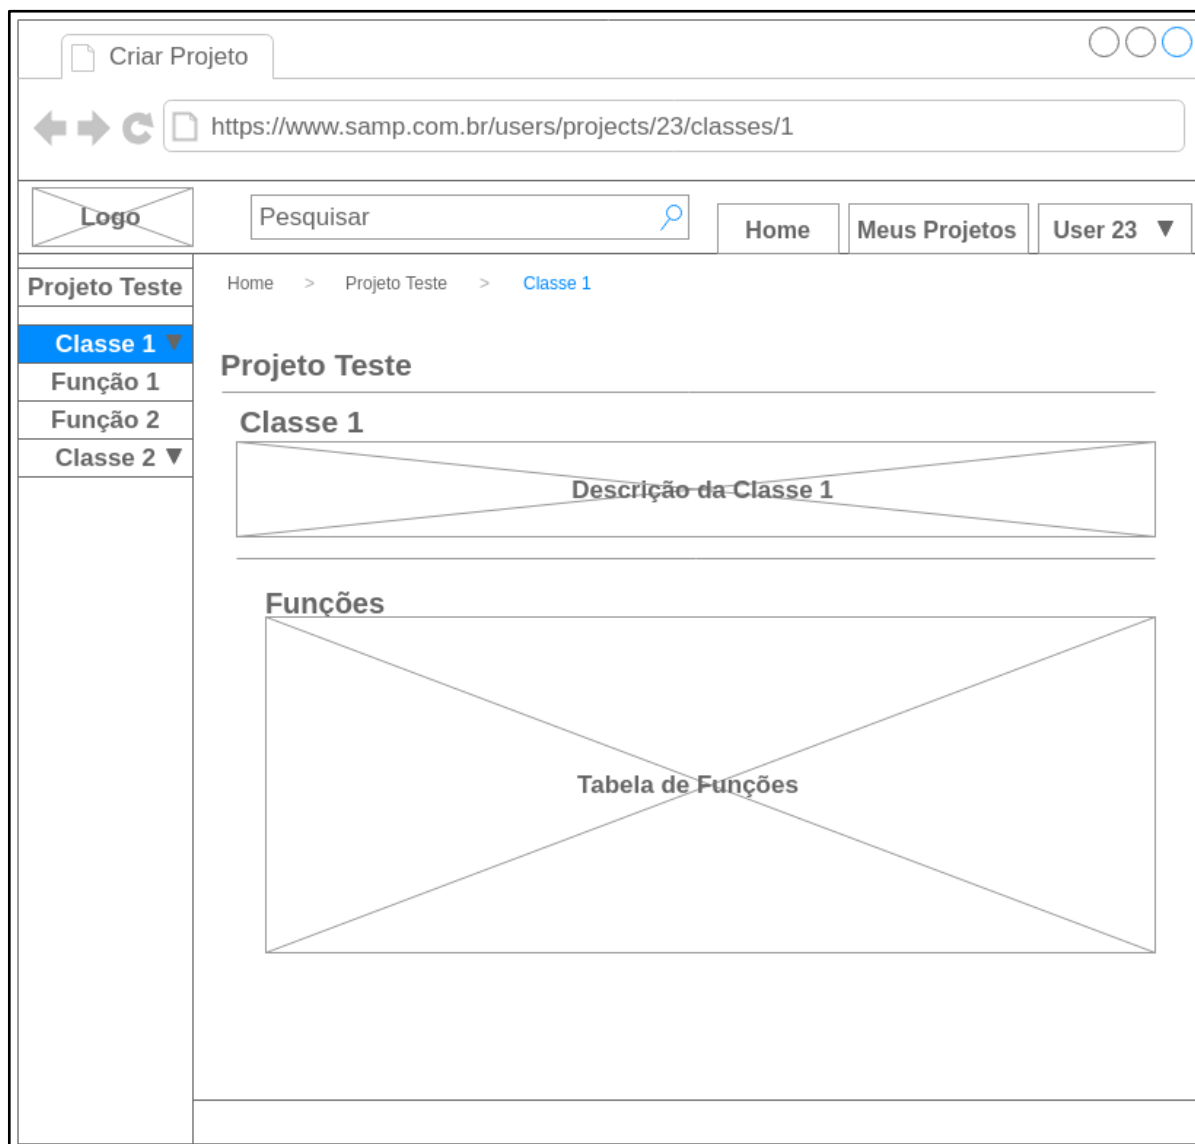 Criar Projeto
https://www.samp.com.br/users/projects/23/classes/1
Logo
Pesquisar
Home
Meus Projetos
User 23 ▼
Projeto Teste
Home > Projeto Teste > Classe 1
Classe 1 ▼
Função 1
Função 2
Classe 2 ▼
Projeto Teste
Classe 1
Descrição da Classe 1
Funções
Tabela de Funções